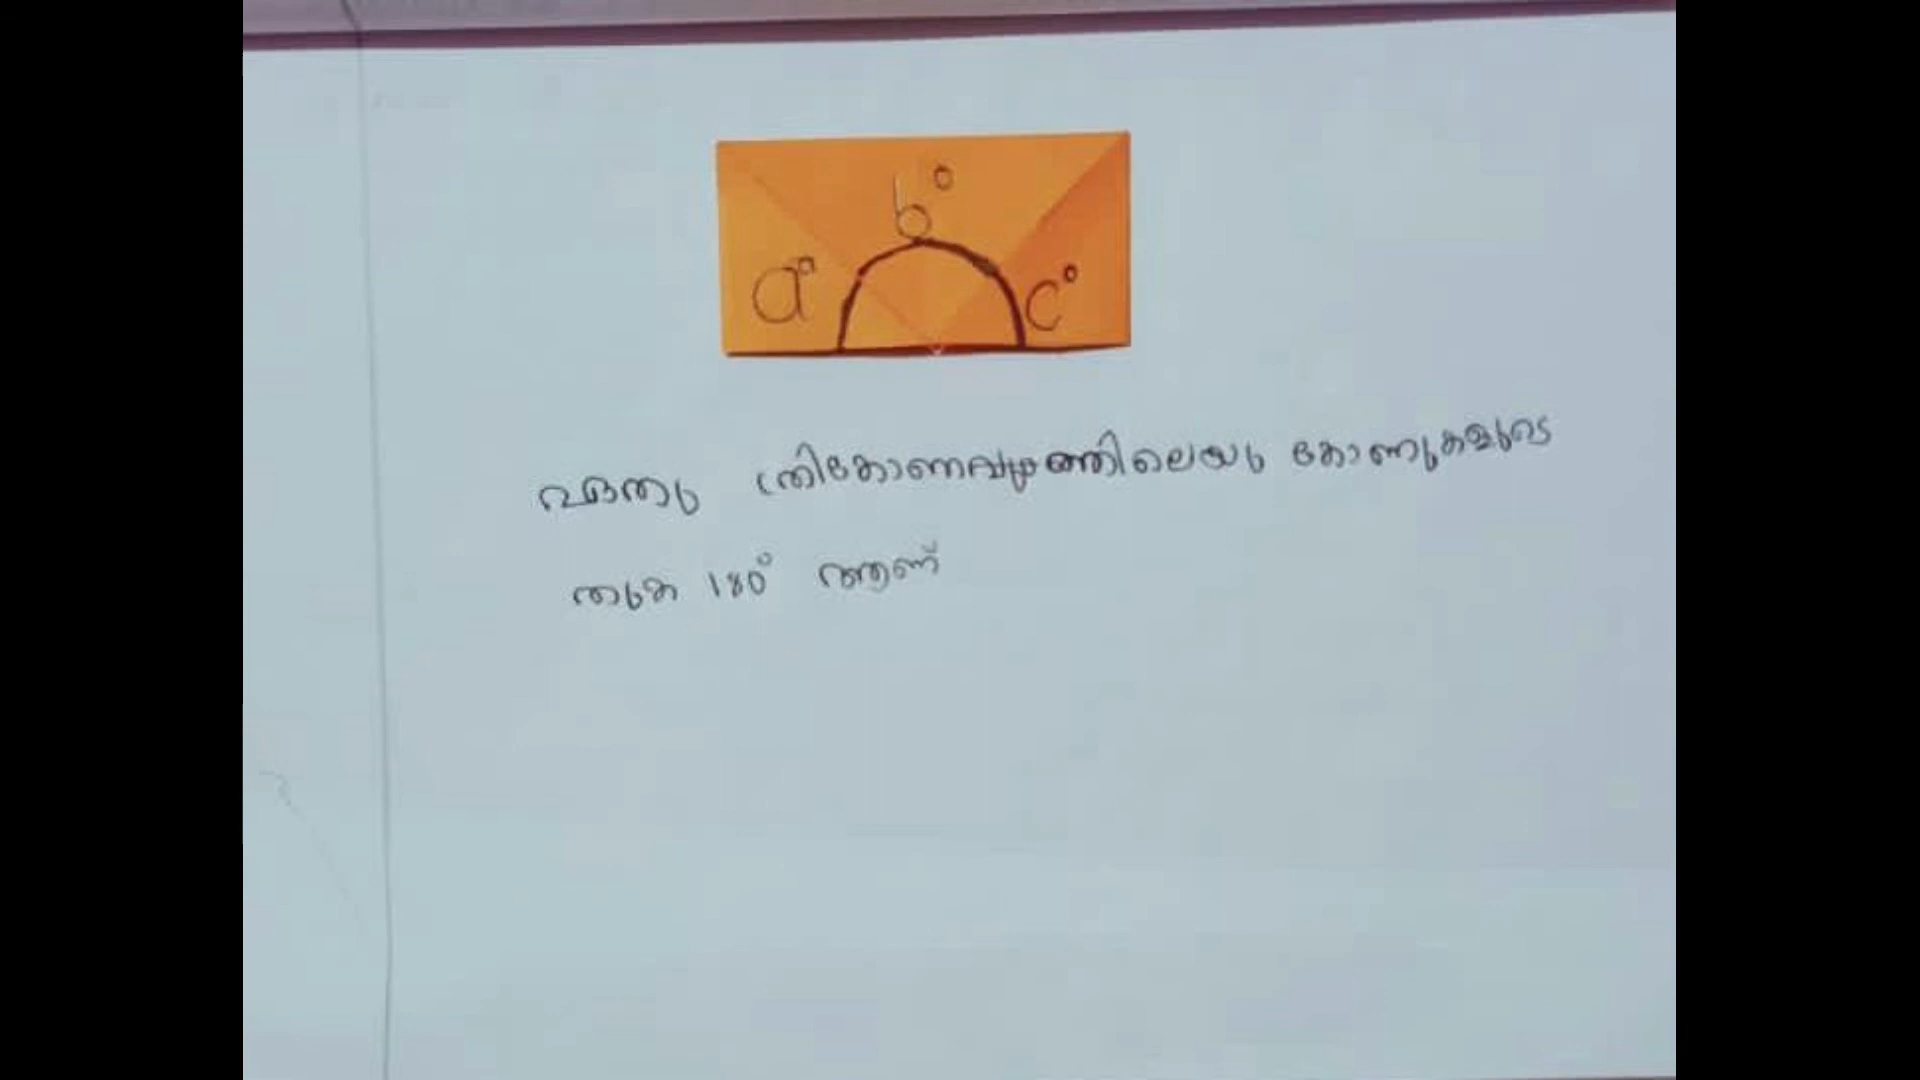 b°
a°
c°
ഏതു ത്രികോണത്തിലെയു കോണുകളുടെ
തുക 180° ആണ്